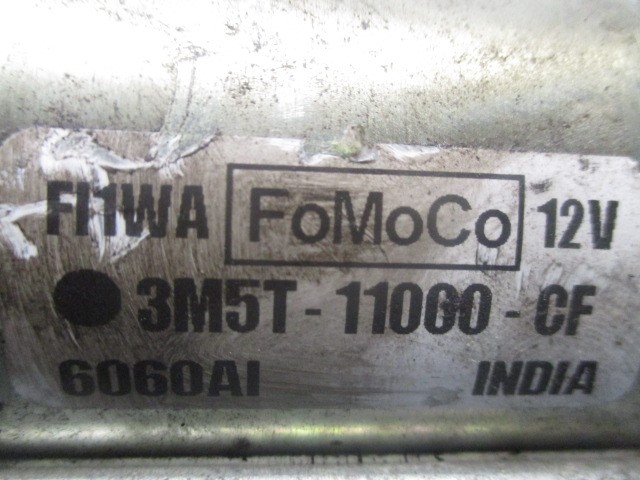 FI1WA FoMoCo 12V
3M5T-11000-CF
6060AI INDIA